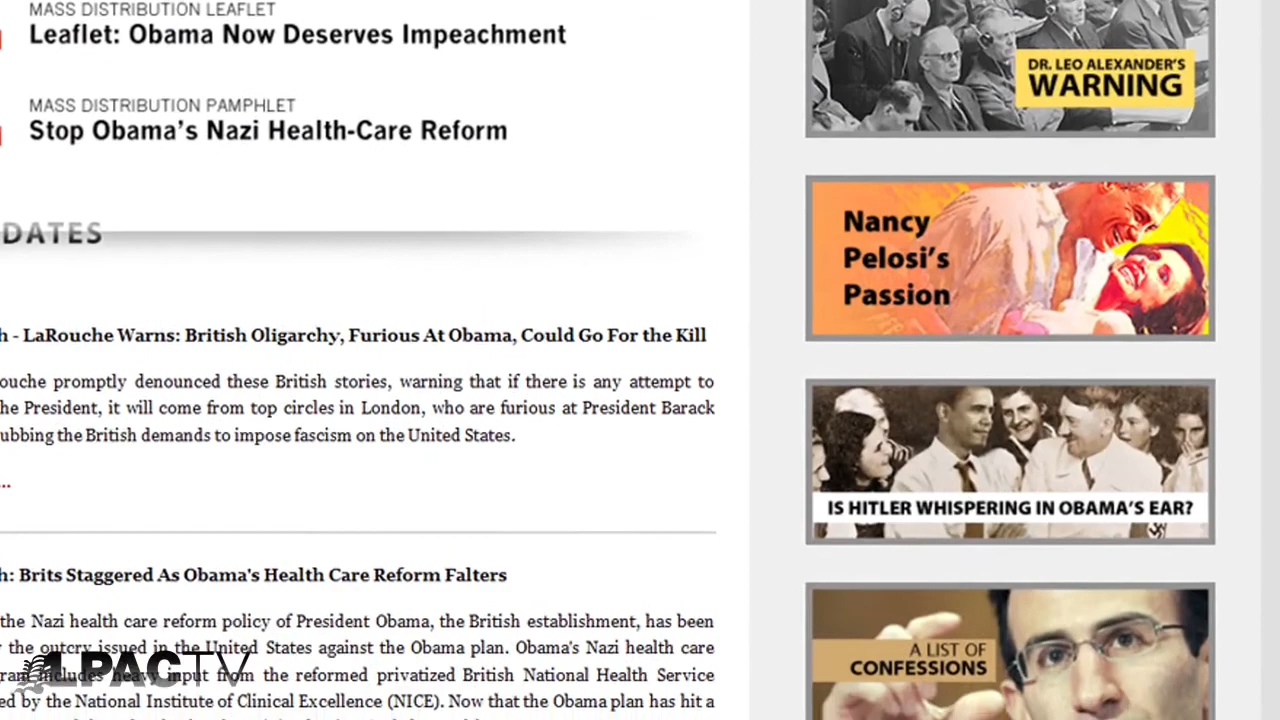 MASS DISTRIBUTION LEAFLET
Leaflet: Obama Now Deserves Impeachment
MASS DISTRIBUTION PAMPHLET
Stop Obama's Nazi Health-Care Reform
DATES
h - LaRouche Warns: British Oligarchy, Furious At Obama, Could Go For the Kill
ouche promptly denounced these British stories, warning that if there is any attempt to
he President, it will come from top circles in London, who are furious at President Barack
ubbing the British demands to impose fascism on the United States.
...
h: Brits Staggered As Obama's Health Care Reform Falters
the Nazi health care reform policy of President Obama, the British establishment, has been
the outcry issued in the United States against the Obama plan. Obama's Nazi health care
ram includes heavy input from the reformed privatized British National Health Service
ed by the National Institute of Clinical Excellence (NICE). Now that the Obama plan has hit a
LPACTV
DR. LEO ALEXANDER'S
WARNING
Nancy
Pelosi's
Passion
IS HITLER WHISPERING IN OBAMA'S EAR?
A LIST OF
CONFESSIONS